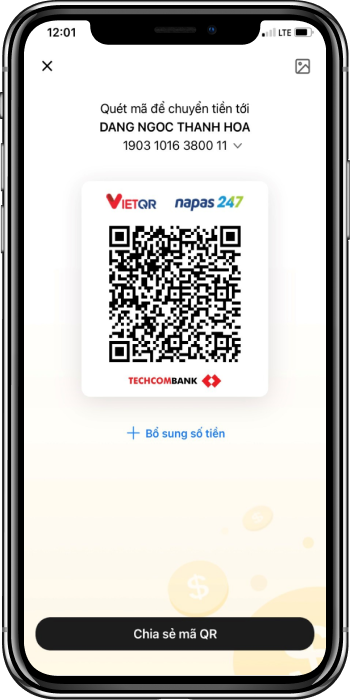 12:01
LTE
Quét mã để chuyển tiền tới
DANG NGOC THANH HOA
1903 1016 3800 11
VIETQR
napas 247
TECHCOMBANK
Bổ sung số tiền
$
Chia sẻ mã QR